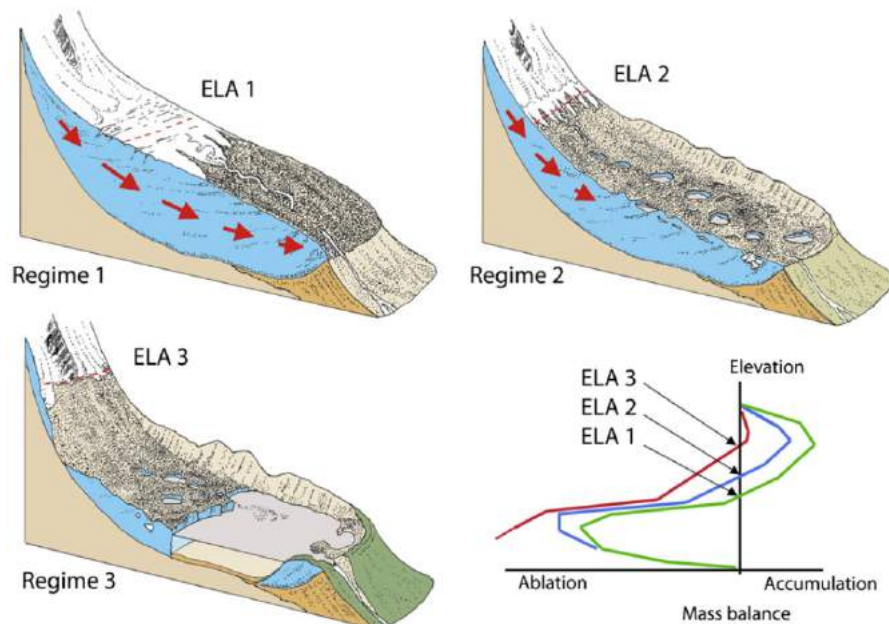 ELA 1
Regime 1
ELA 2
Regime 2
ELA 3
Regime 3
Elevation
ELA 3
ELA 2
ELA 1
Ablation
Accumulation
Mass balance